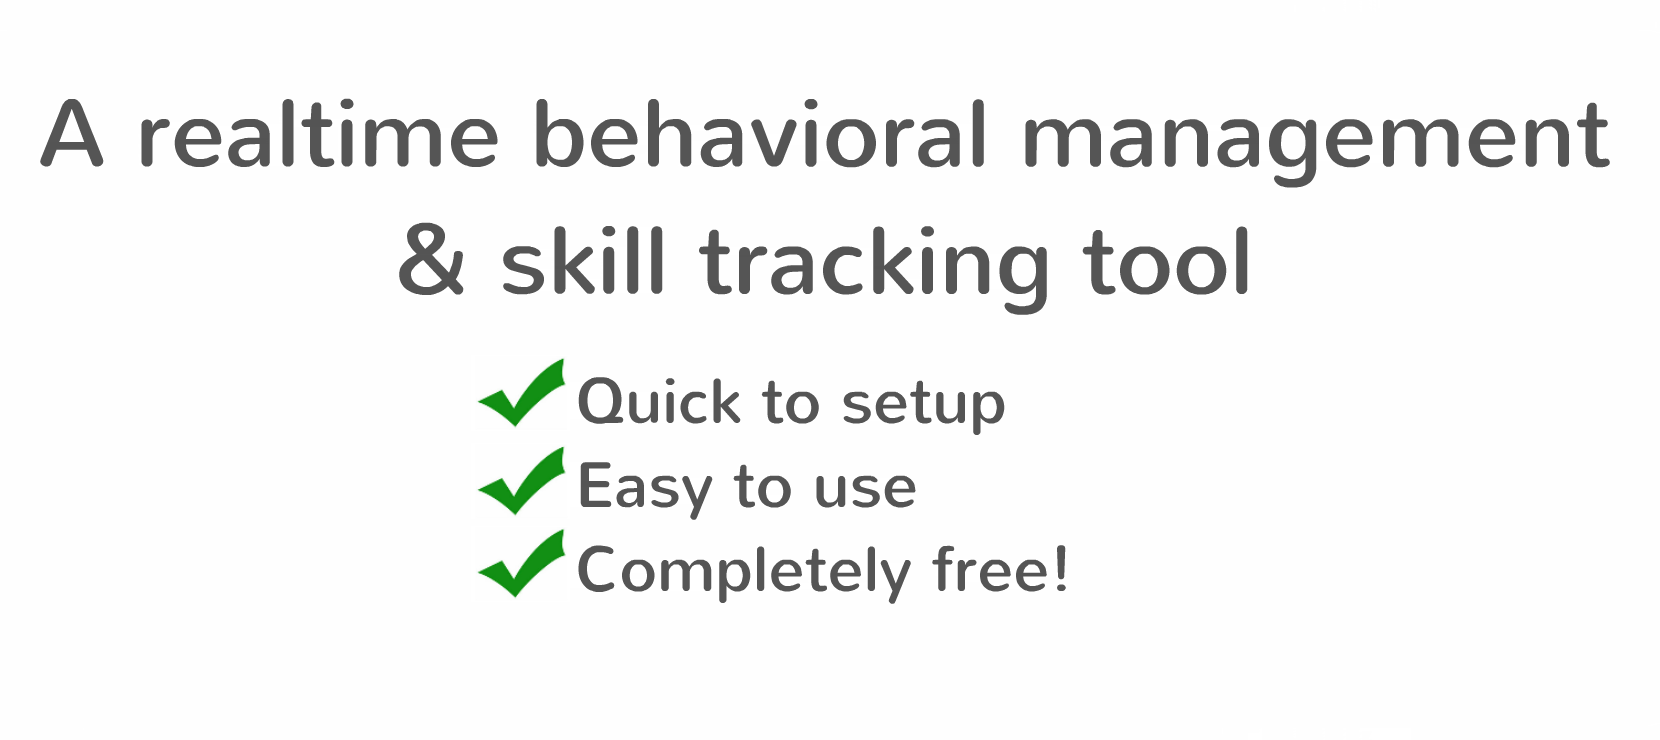 A realtime behavioral management
& skill tracking tool
Quick to setup
Easy to use
Completely free!